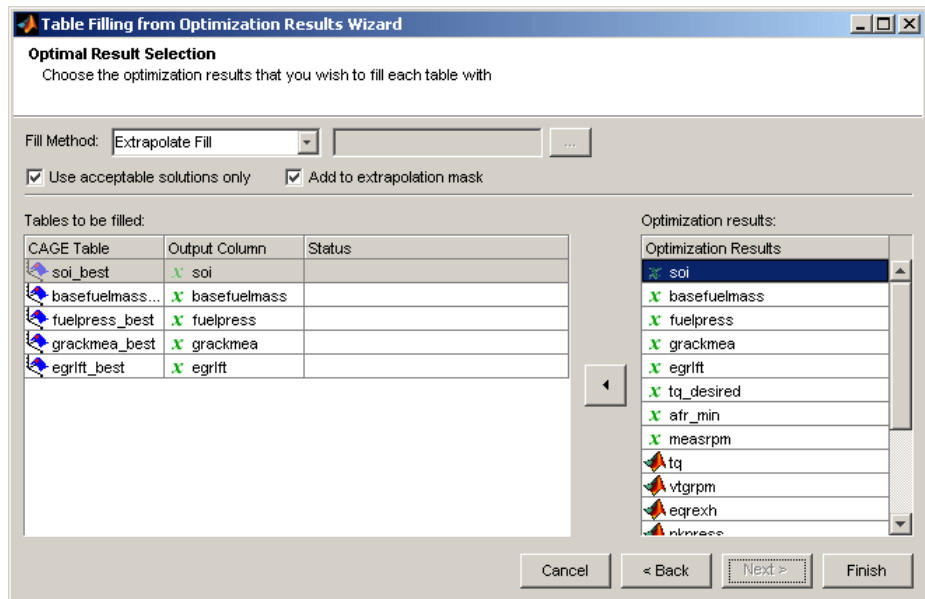 Table Filling from Optimization Results Wizard
Optimal Result Selection
Choose the optimization results that you wish to fill each table with
Fill Method: Extrapolate Fill ...
Use acceptable solutions only Add to extrapolation mask
Tables to be filled:
CAGE Table Output Column Status
soi_best x soi
basefuelmass... x basefuelmass
fuelpress_best x fuelpress
grackmea_best x grackmea
egrlft_best x egrlft
Optimization results:
Optimization Results
x soi
x basefuelmass
x fuelpress
x grackmea
x egrlft
x tq_desired
x afr_min
x measrpm
tq
vtgrpm
eqrexh
pkpress
Cancel < Back Next > Finish